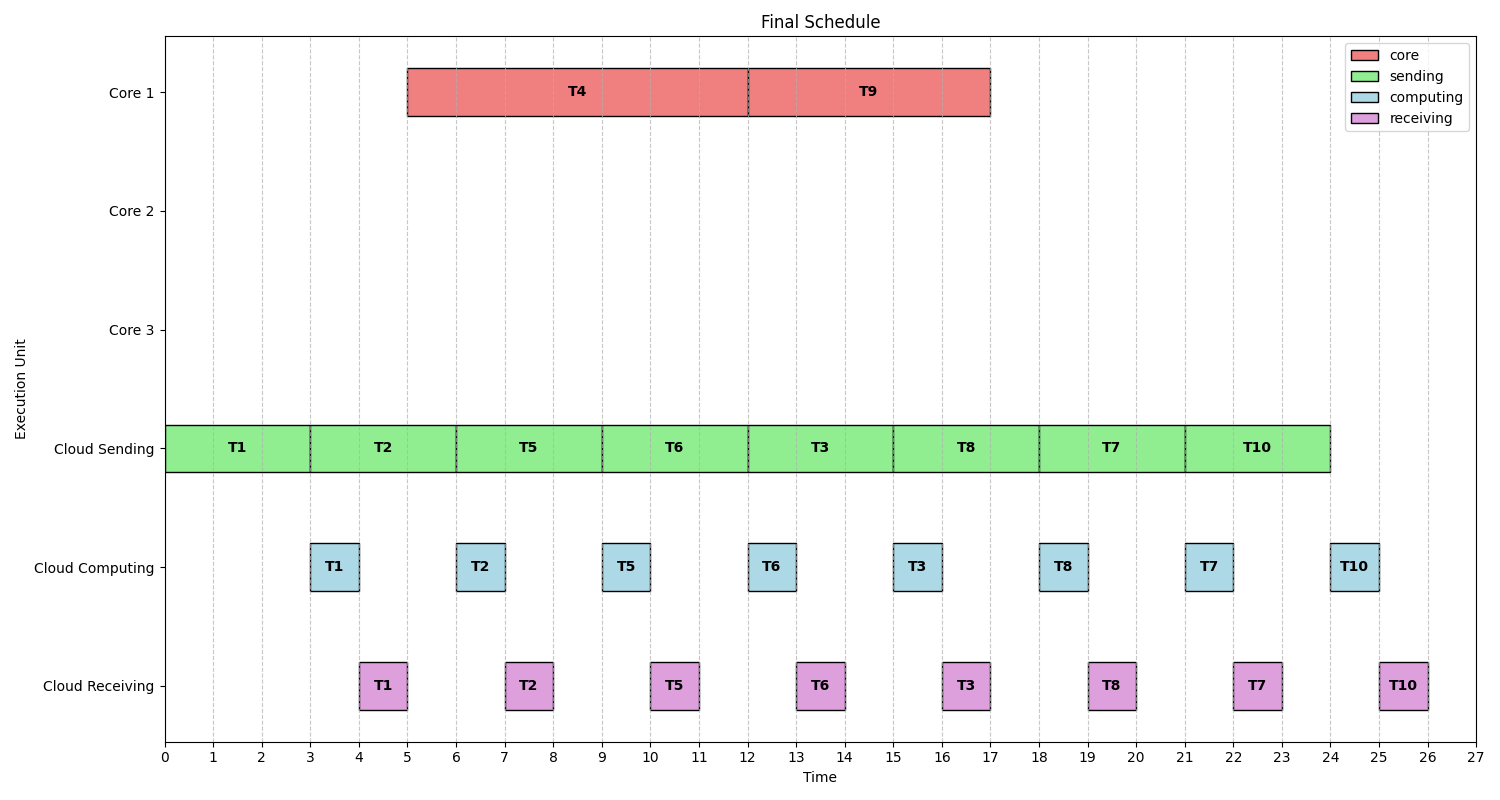 Final Schedule
core
sending
computing
receiving
Core 1
T4 T9
Core 2
Core 3
Execution Unit
Cloud Sending
T1 T2 T5 T6 T3 T8 T7 T10
Cloud Computing
T1 T2 T5 T6 T3 T8 T7 T10
Cloud Receiving
T1 T2 T5 T6 T3 T8 T7 T10
0 1 2 3 4 5 6 7 8 9 10 11 12 13 14 15 16 17 18 19 20 21 22 23 24 25 26 27
Time